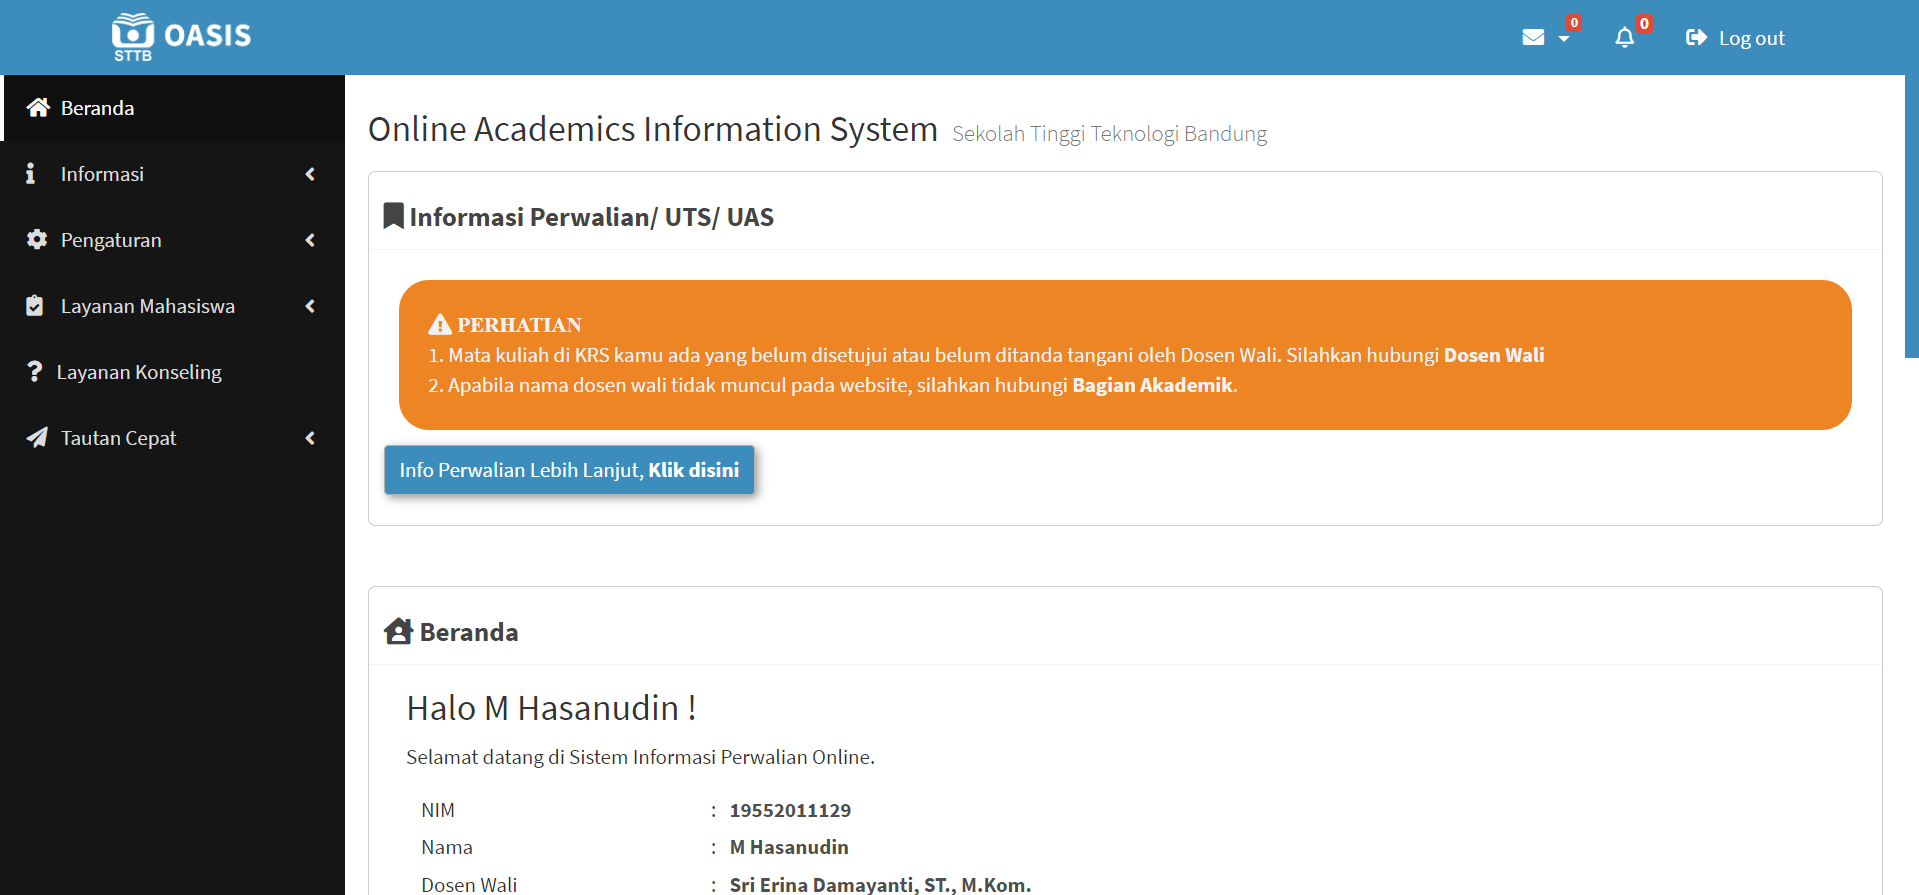 OASIS
STTB
0
0
Log out
Beranda
Informasi
Pengaturan
Layanan Mahasiswa
Layanan Konseling
Tautan Cepat
Online Academics Information System Sekolah Tinggi Teknologi Bandung
Informasi Perwalian/ UTS/ UAS
PERHATIAN
1. Mata kuliah di KRS kamu ada yang belum disetujui atau belum ditanda tangani oleh Dosen Wali. Silahkan hubungi Dosen Wali
2. Apabila nama dosen wali tidak muncul pada website, silahkan hubungi Bagian Akademik.
Info Perwalian Lebih Lanjut, Klik disini
Beranda
Halo M Hasanudin !
Selamat datang di Sistem Informasi Perwalian Online.
NIM : 19552011129
Nama : M Hasanudin
Dosen Wali : Sri Erina Damayanti, ST., M.Kom.